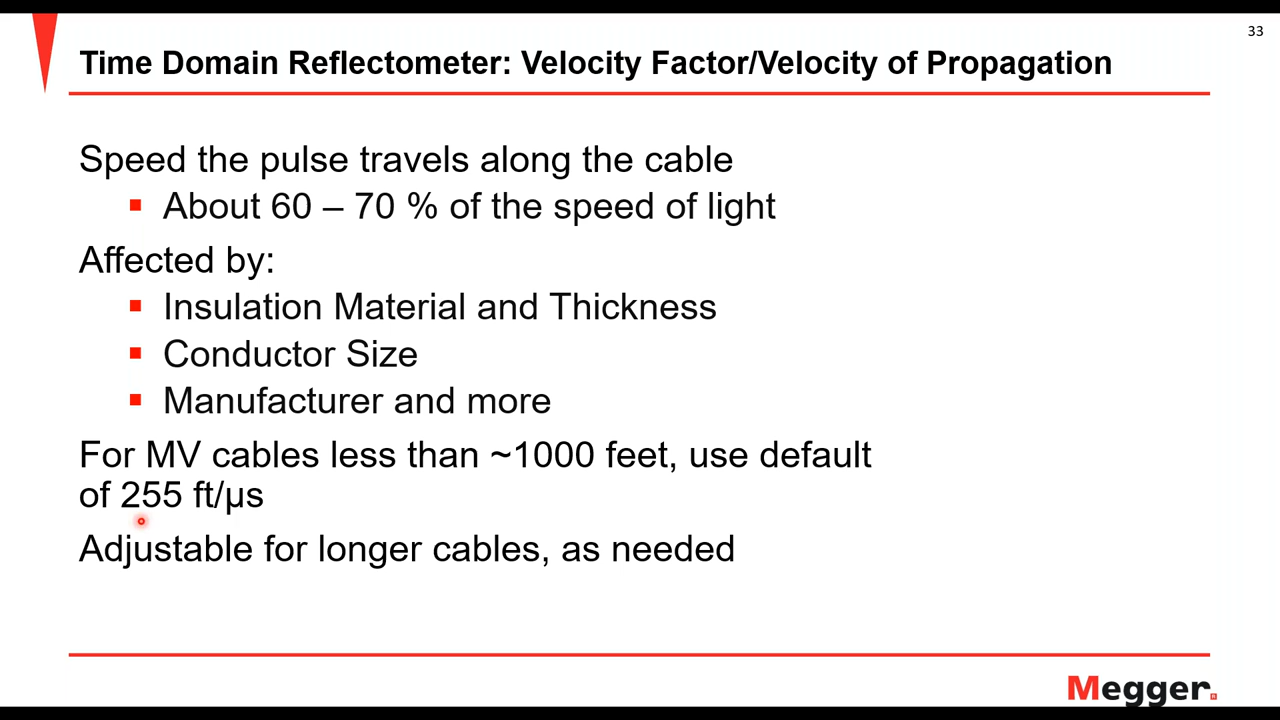 33
Time Domain Reflectometer: Velocity Factor/Velocity of Propagation
Speed the pulse travels along the cable
▪ About 60 – 70 % of the speed of light
Affected by:
▪ Insulation Material and Thickness
▪ Conductor Size
▪ Manufacturer and more
For MV cables less than ~1000 feet, use default
of 255 ft/µs
Adjustable for longer cables, as needed
Megger.